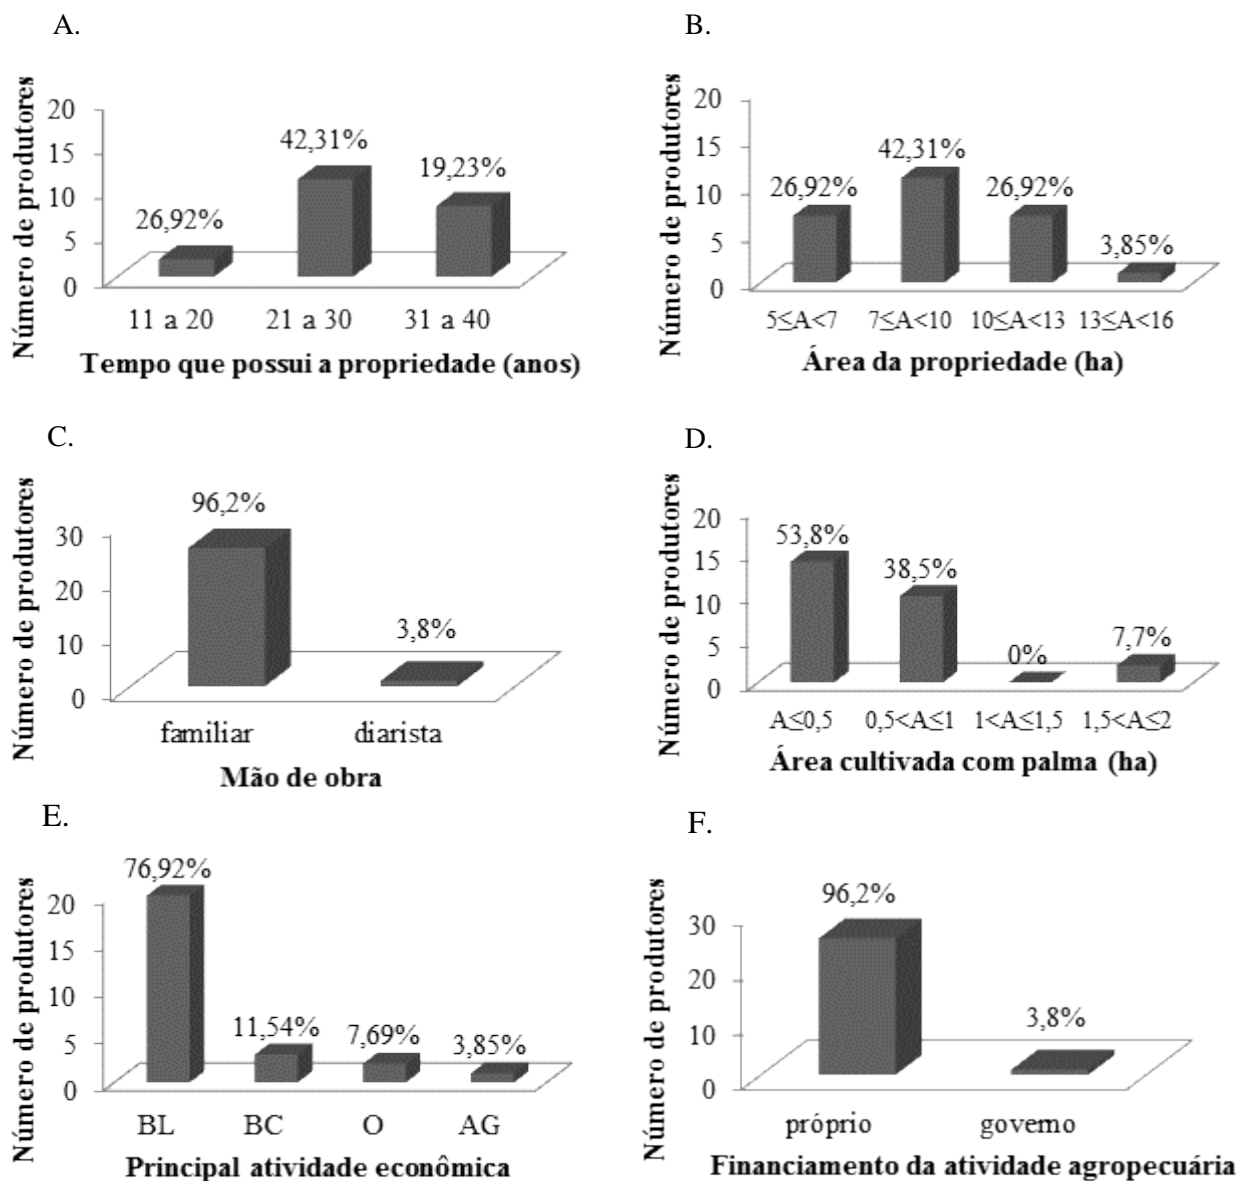 A.
Número de produtores
20
15
10
5
0
26,92%
42,31%
19,23%
11 a 20 21 a 30 31 a 40
Tempo que possui a propriedade (anos)
B.
Número de produtores
20
15
10
5
0
26,92%
42,31%
26,92%
3,85%
5≤A<7 7≤A<10 10≤A<13 13≤A<16
Área da propriedade (ha)
C.
Número de produtores
30
20
10
0
96,2%
3,8%
familiar diarista
Mão de obra
D.
Número de produtores
20
15
10
5
0
53,8%
38,5%
0%
7,7%
A≤0,5 0,5<A≤1 1<A≤1,5 1,5<A≤2
Área cultivada com palma (ha)
E.
Número de produtores
20
15
10
5
0
76,92%
11,54%
7,69%
3,85%
BL BC O AG
Principal atividade econômica
F.
Número de produtores
30
20
10
0
96,2%
3,8%
próprio governo
Financiamento da atividade agropecuária